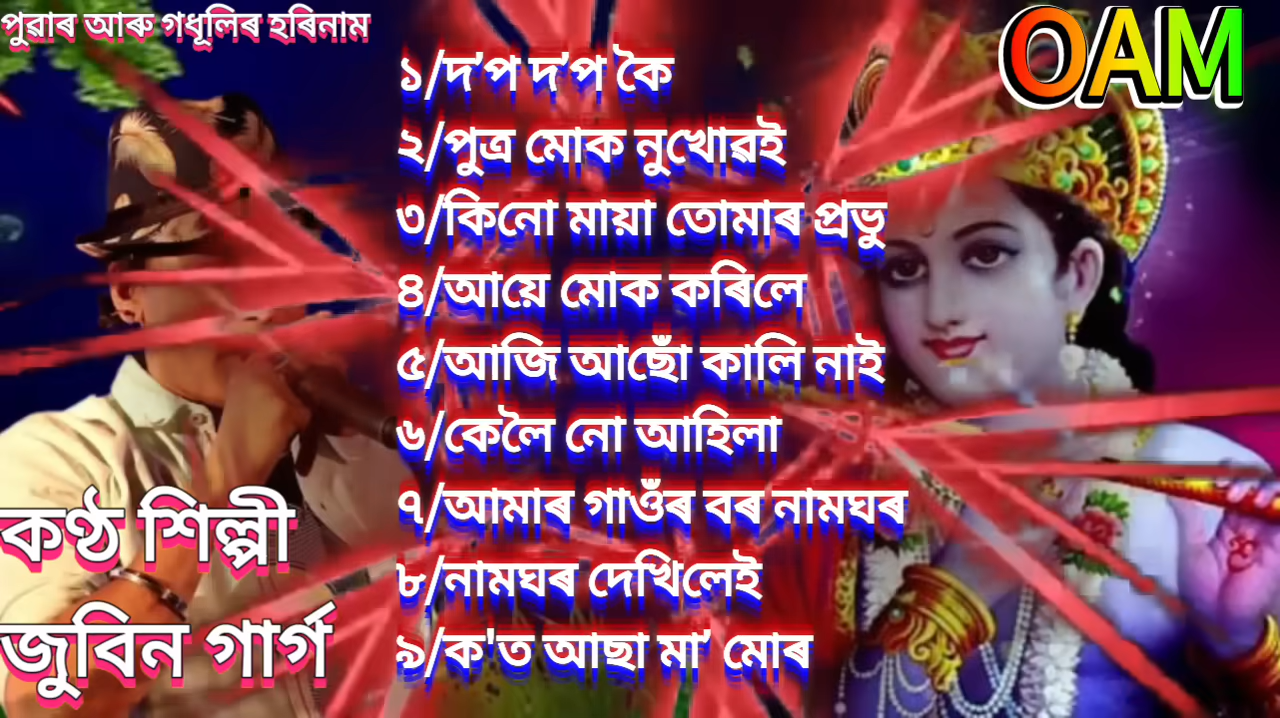 পুৱাৰ আৰু গধূলিৰ হৰিনাম
OAM
১/দ'প দ'প কৈ
২/পুত্ৰ মোক নুখোৱই
৩/কিনো মায়া তোমাৰ প্ৰভু
৪/আয়ে মোক কৰিলে
৫/আজি আছোঁ কালি নাই
৬/কেলৈ নো আহিলা
৭/আমাৰ গাওঁৰ বৰ নামঘৰ
৮/নামঘৰ দেখিলেই
৯/ক'ত আছা মা' মোৰ
কণ্ঠ শিল্পী
জুবিন গাৰ্গ